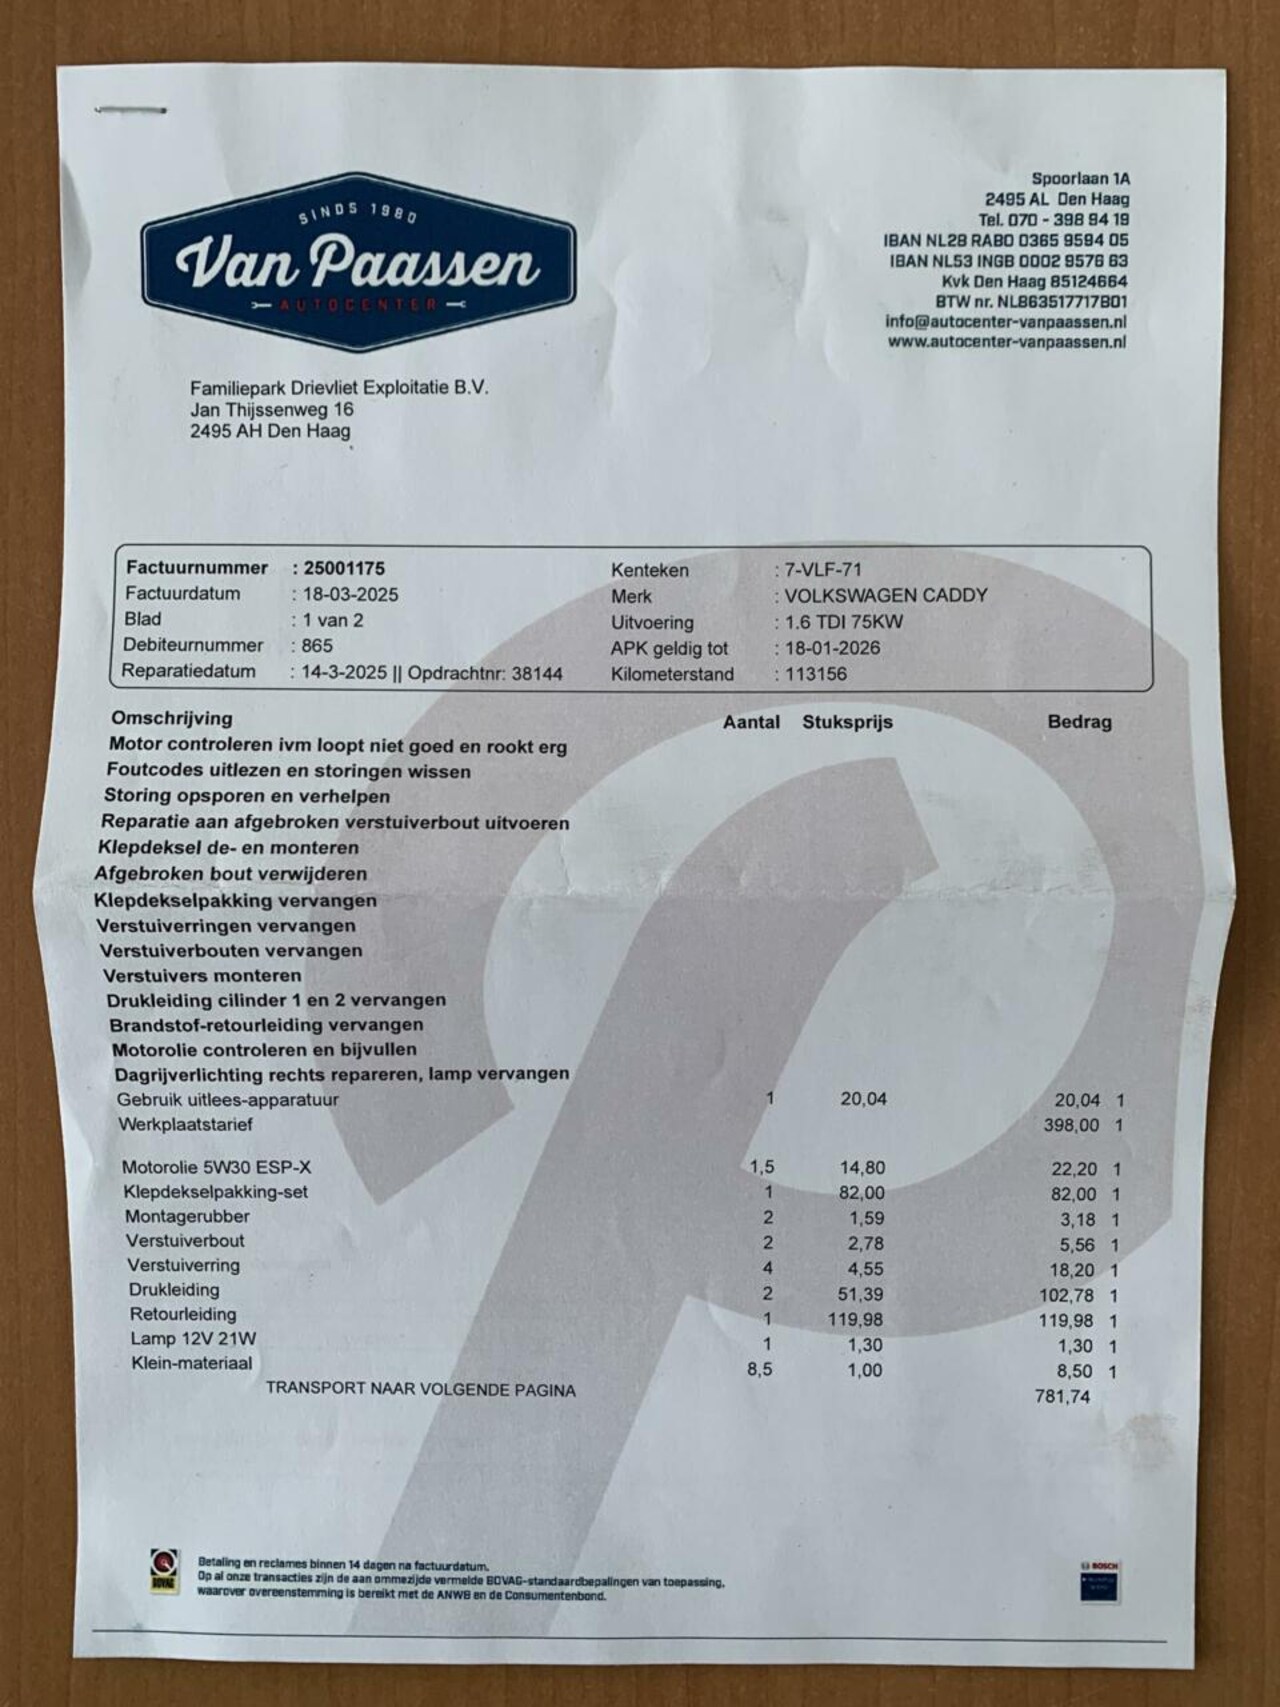 SINDS 1980
Van Paassen
AUTOCENTER
Spoorlaan 1A
2495 AL Den Haag
Tel. 070 - 398 94 19
IBAN NL28 RABO 0365 9594 05
IBAN NL53 INGB 0002 9576 63
Kvk Den Haag 85124664
BTW nr. NL863517717B01
info@autocenter-vanpaassen.nl
www.autocenter-vanpaassen.nl
Familiepark Drievliet Exploitatie B.V.
Jan Thijssenweg 16
2495 AH Den Haag
Factuurnummer : 25001175 Kenteken : 7-VLF-71
Factuurdatum : 18-03-2025 Merk : VOLKSWAGEN CADDY
Blad : 1 van 2 Uitvoering : 1.6 TDI 75KW
Debiteurnummer : 865 APK geldig tot : 18-01-2026
Reparatiedatum : 14-3-2025 || Opdrachtnr: 38144 Kilometerstand : 113156
Omschrijving Aantal Stuksprijs Bedrag
Motor controleren ivm loopt niet goed en rookt erg
Foutcodes uitlezen en storingen wissen
Storing opsporen en verhelpen
Reparatie aan afgebroken verstuiverbout uitvoeren
Klepdeksel de- en monteren
Afgebroken bout verwijderen
Klepdekselpakking vervangen
Verstuiverringen vervangen
Verstuiverbouten vervangen
Verstuivers monteren
Drukleiding cilinder 1 en 2 vervangen
Brandstof-retourleiding vervangen
Motorolie controleren en bijvullen
Dagrijverlichting rechts repareren, lamp vervangen
Gebruik uitlees-apparatuur 1 20,04 20,04 1
Werkplaatstarief 398,00 1
Motorolie 5W30 ESP-X 1,5 14,80 22,20 1
Klepdekselpakking-set 1 82,00 82,00 1
Montagerubber 2 1,59 3,18 1
Verstuiverbout 2 2,78 5,56 1
Verstuiverring 4 4,55 18,20 1
Drukleiding 2 51,39 102,78 1
Retourleiding 1 119,98 119,98 1
Lamp 12V 21W 1 1,30 1,30 1
Klein-materiaal 8,5 1,00 8,50 1
TRANSPORT NAAR VOLGENDE PAGINA 781,74
BOVAG
Betaling en reclames binnen 14 dagen na factuurdatum.
Op al onze transacties zijn de aan ommezijde vermelde BOVAG-standaardbepalingen van toepassing,
waarover overeenstemming is bereikt met de ANWB en de Consumentenbond.
BOSCH